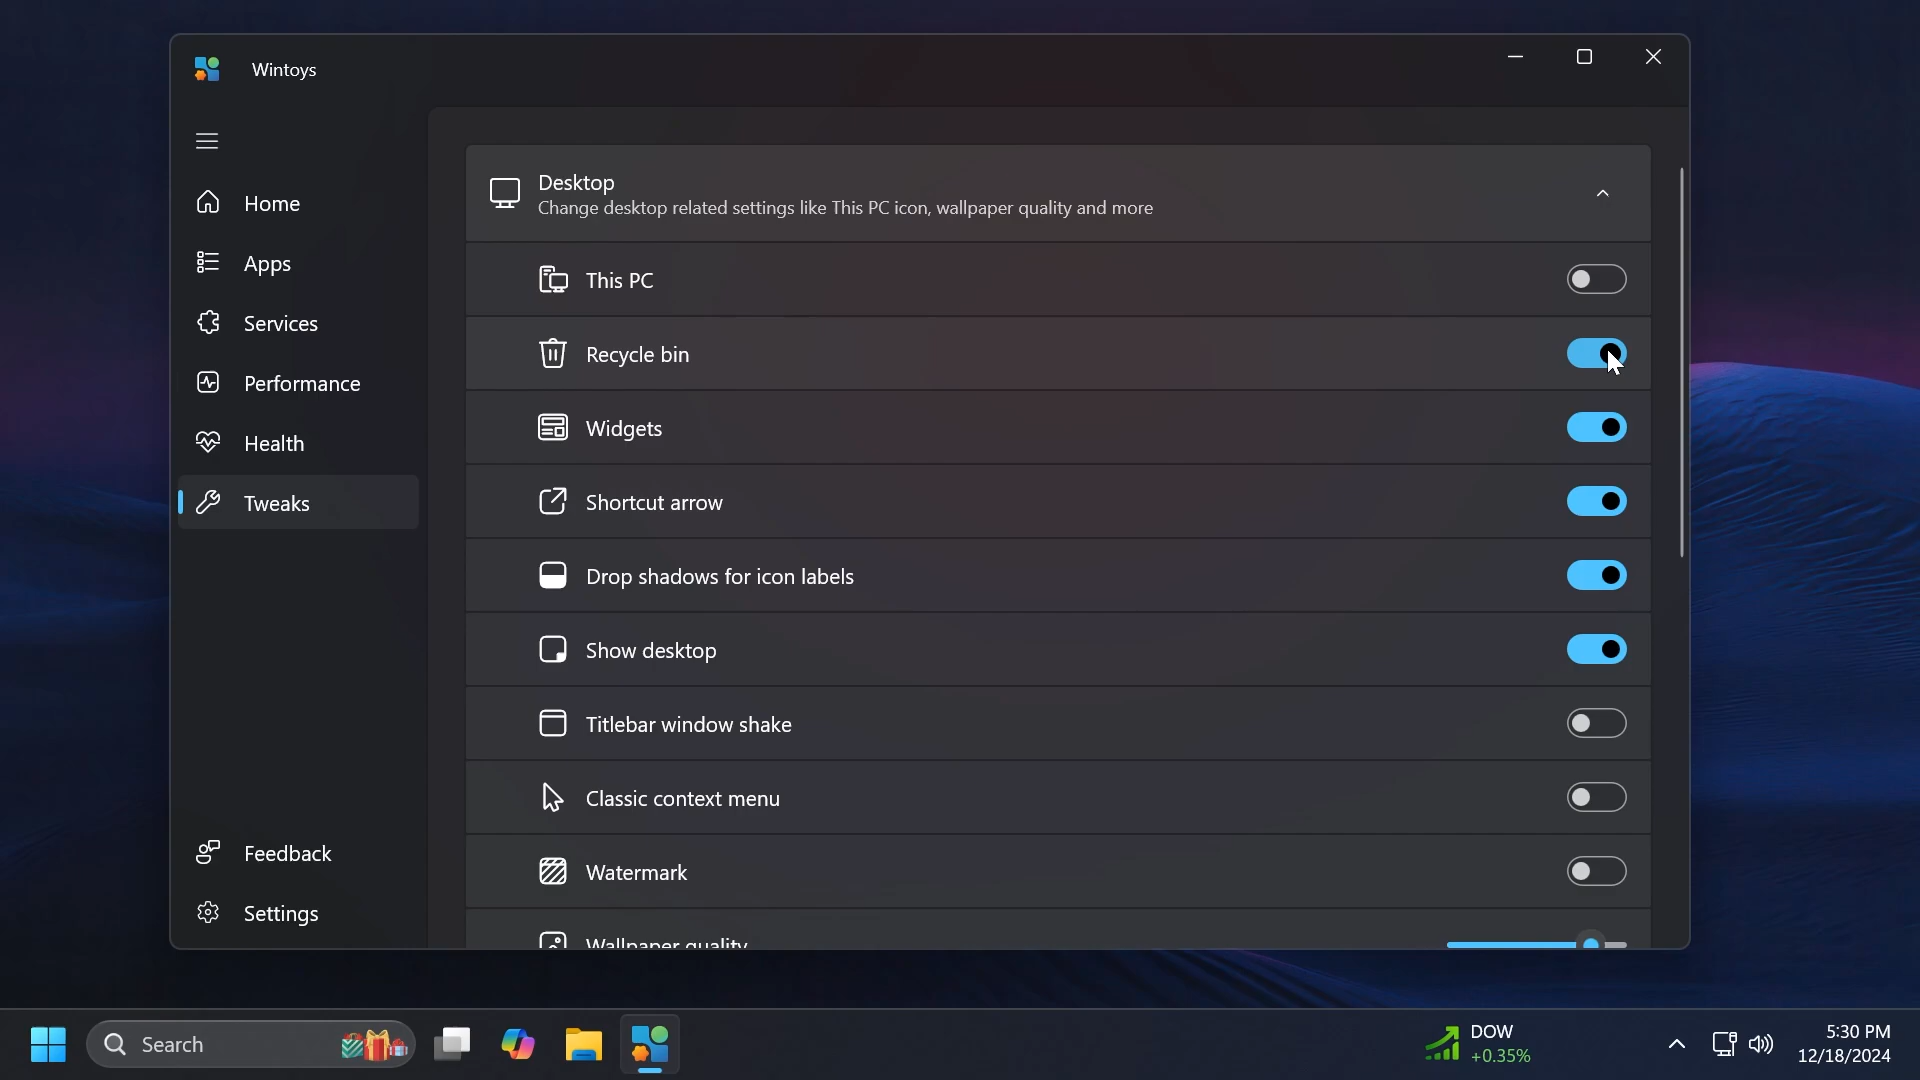 Wintoys
Home
Apps
Services
Performance
Health
Tweaks
Feedback
Settings
Desktop
Change desktop related settings like This PC icon, wallpaper quality and more
This PC
Recycle bin
Widgets
Shortcut arrow
Drop shadows for icon labels
Show desktop
Titlebar window shake
Classic context menu
Watermark
Wallpaper quality
Search
DOW
+0.35%
5:30 PM
12/18/2024